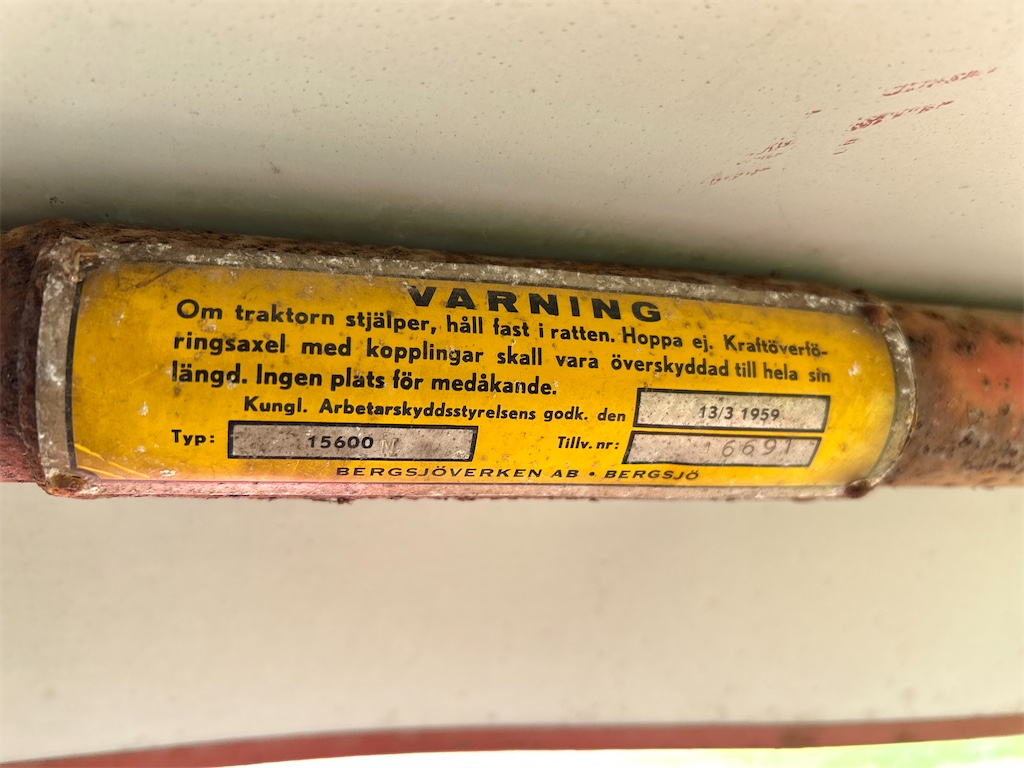 VARNING
Om traktorn stjälper, håll fast i ratten. Hoppa ej. Kraftöverfö-
ringsaxel med kopplingar skall vara överskyddad till hela sin
längd. Ingen plats för medåkande.
Kungl. Arbetarskyddsstyrelsens godk. den 13/3 1959
Typ: 15600 M Tillv. nr: 16691
BERGSJÖVERKEN AB • BERGSJÖ